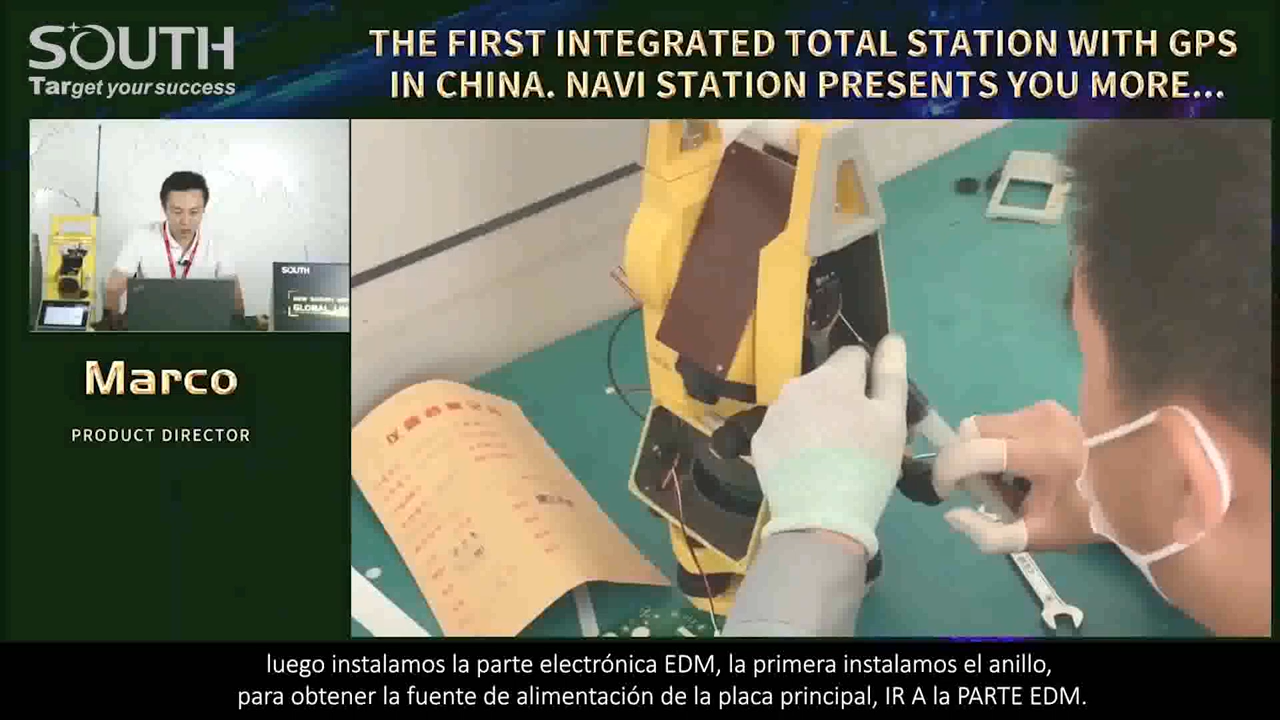 SOUTH
Target your success
THE FIRST INTEGRATED TOTAL STATION WITH GPS
IN CHINA. NAVI STATION PRESENTS YOU MORE...
SOUTH
Marco
PRODUCT DIRECTOR
luego instalamos la parte electrónica EDM, la primera instalamos el anillo,
para obtener la fuente de alimentación de la placa principal, IR A la PARTE EDM.